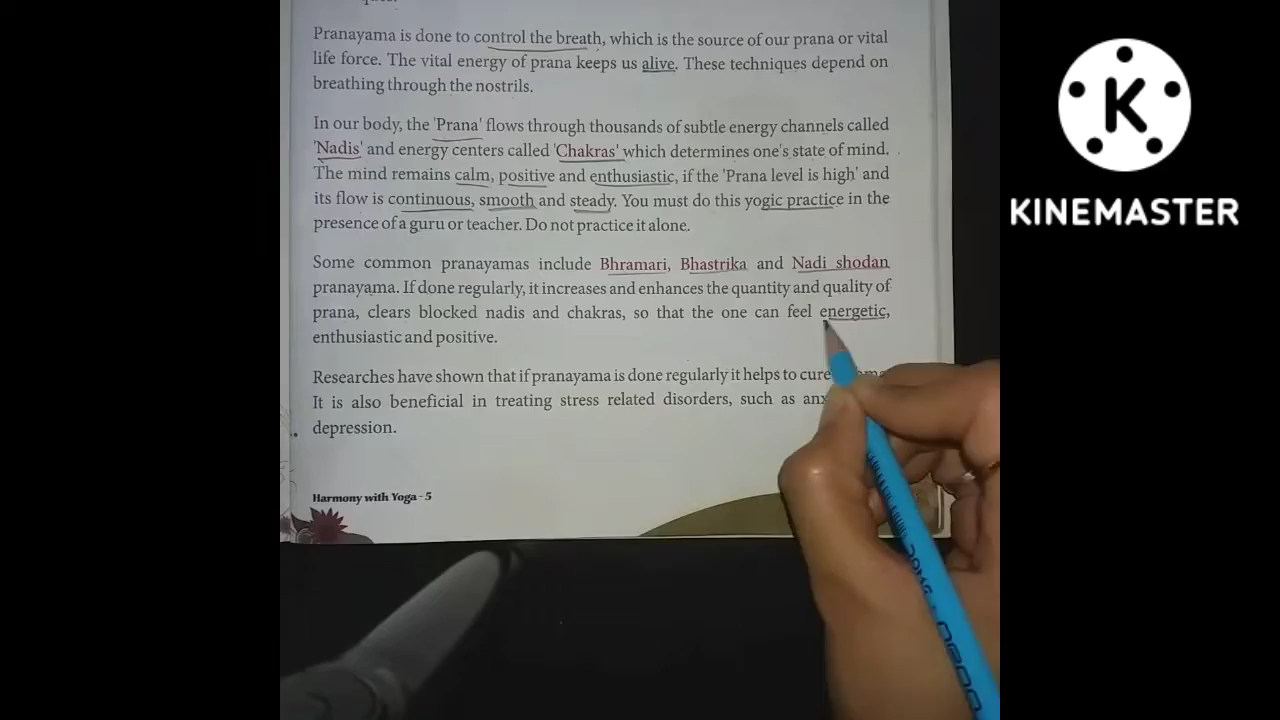 Pranayama is done to control the breath, which is the source of our prana or vital
life force. The vital energy of prana keeps us alive. These techniques depend on
breathing through the nostrils.
In our body, the 'Prana' flows through thousands of subtle energy channels called
'Nadis' and energy centers called 'Chakras' which determines one's state of mind.
The mind remains calm, positive and enthusiastic, if the 'Prana level is high' and
its flow is continuous, smooth and steady. You must do this yogic practice in the
presence of a guru or teacher. Do not practice it alone.
Some common pranayamas include Bhramari, Bhastrika and Nadi shodan
pranayama. If done regularly, it increases and enhances the quantity and quality of
prana, clears blocked nadis and chakras, so that the one can feel energetic,
enthusiastic and positive.
Researches have shown that if pranayama is done regularly it helps to cure
It is also beneficial in treating stress related disorders, such as
depression.
Harmony with Yoga - 5
K
KINEMASTER
DOMS